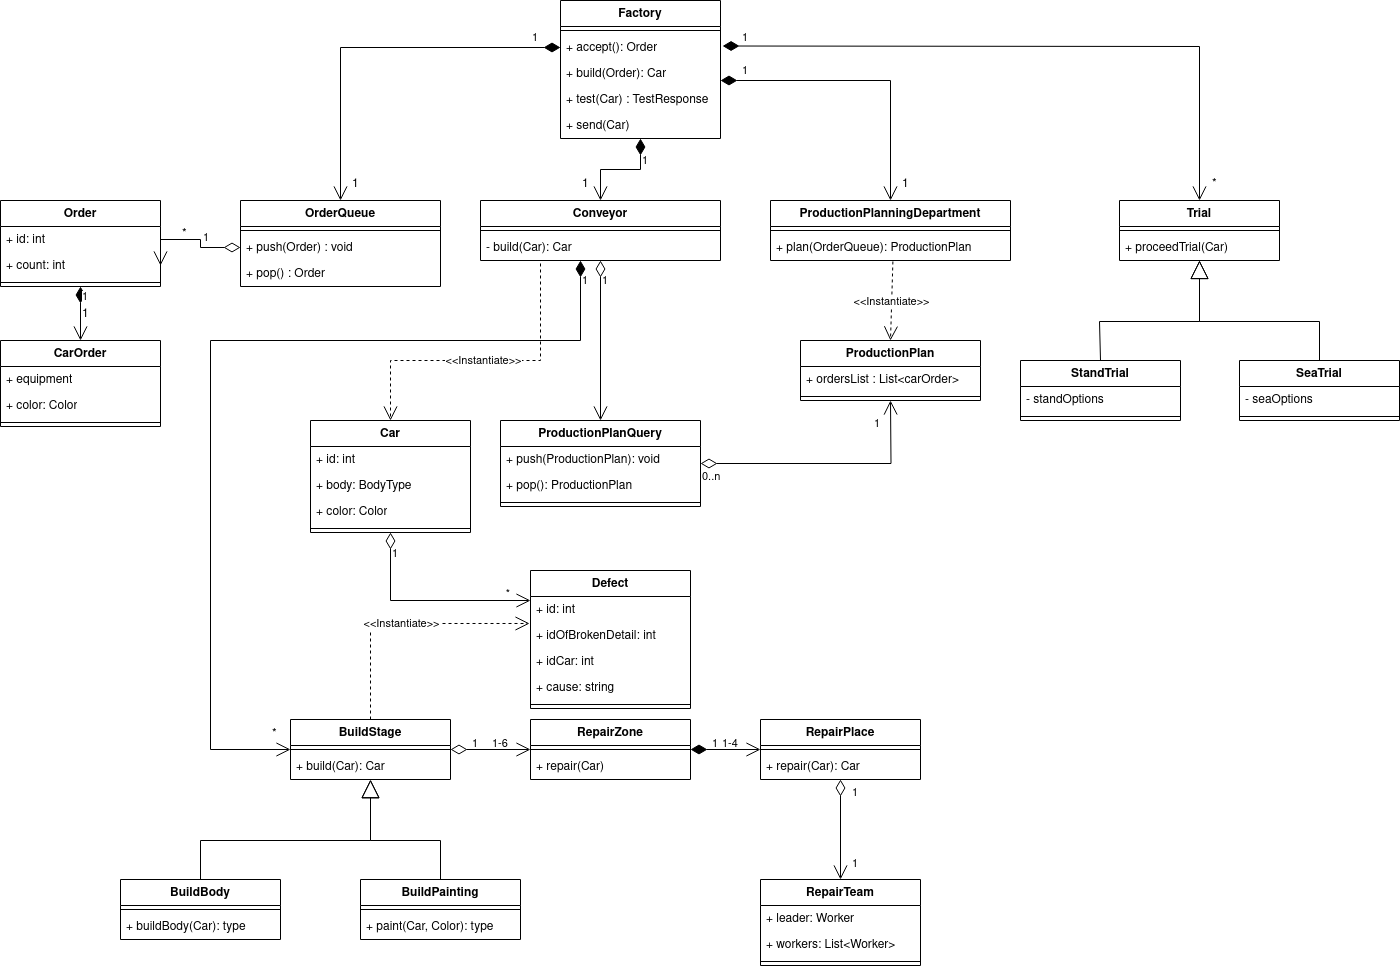 Factory
+ accept(): Order
+ build(Order): Car
+ test(Car) : TestResponse
+ send(Car)
1
1
1
1
1
1
1
*
Order
+ id: int
+ count: int
*
1
OrderQueue
+ push(Order) : void
+ pop() : Order
Conveyor
- build(Car): Car
ProductionPlanningDepartment
+ plan(OrderQueue): ProductionPlan
Trial
+ proceedTrial(Car)
1
1
1
1
<<Instantiate>>
<<Instantiate>>
CarOrder
+ equipment
+ color: Color
ProductionPlan
+ ordersList : List<carOrder>
StandTrial
- standOptions
SeaTrial
- seaOptions
Car
+ id: int
+ body: BodyType
+ color: Color
ProductionPlanQuery
+ push(ProductionPlan): void
+ pop(): ProductionPlan
1
0..n
1
*
Defect
+ id: int
+ idOfBrokenDetail: int
+ idCar: int
+ cause: string
<<Instantiate>>
*
BuildStage
+ build(Car): Car
1
1-6
RepairZone
+ repair(Car)
1
1-4
RepairPlace
+ repair(Car): Car
1
1
BuildBody
+ buildBody(Car): type
BuildPainting
+ paint(Car, Color): type
RepairTeam
+ leader: Worker
+ workers: List<Worker>